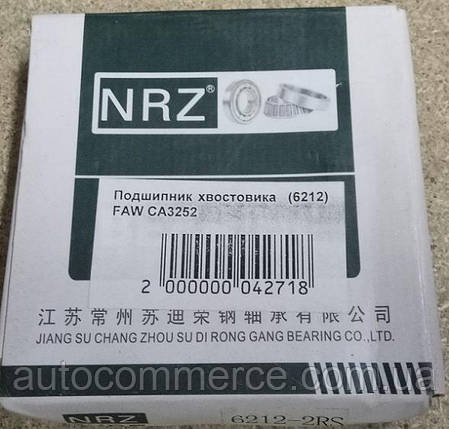 NRZ®
Подшипник хвостовика (6212)
FAW CA3252
2 000000 042718
江苏常州苏迪荣钢轴承有限公司
JIANG SU CHANG ZHOU SU DI RONG GANG BEARING CO.,LTD.
autocommerce.com.ua
NRZ
6212-2RS